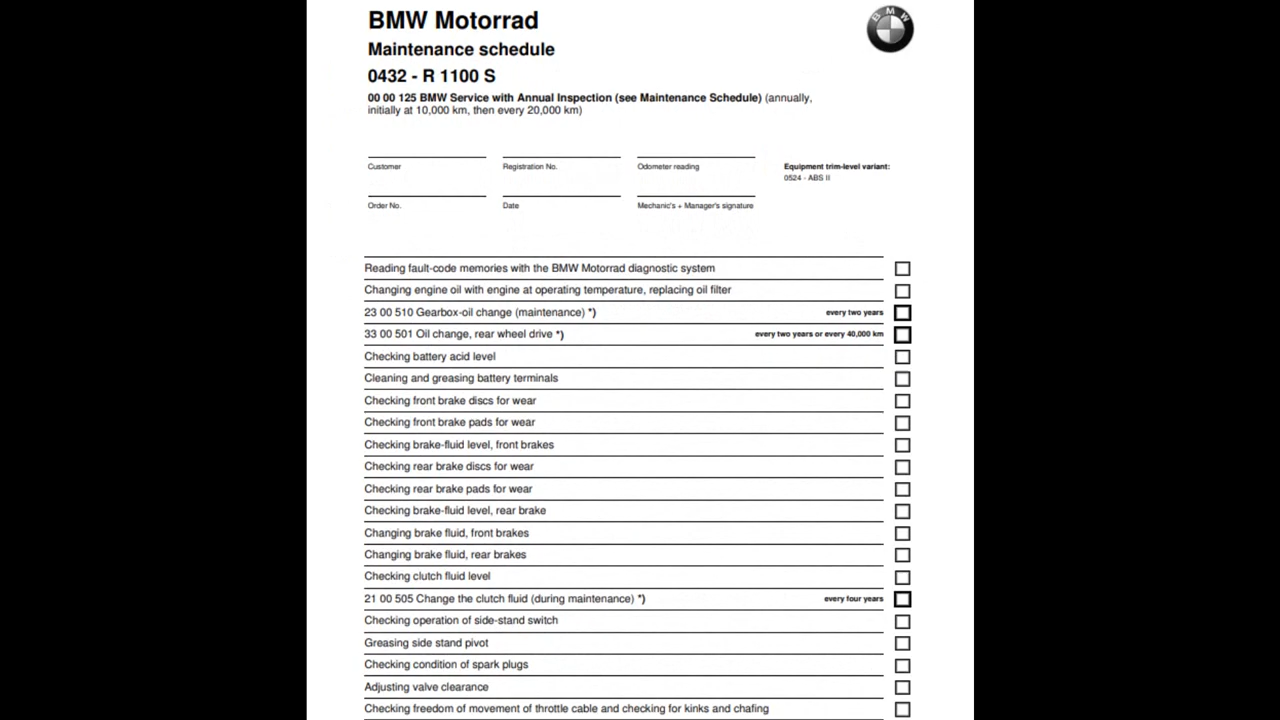 BMW Motorrad
BMW
Maintenance schedule
0432 - R 1100 S
00 00 125 BMW Service with Annual Inspection (see Maintenance Schedule) (annually,
initially at 10,000 km, then every 20,000 km)
Customer
Registration No.
Odometer reading
Equipment trim-level variant:
0524 - ABS II
Order No.
Date
Mechanic's + Manager's signature
Reading fault-code memories with the BMW Motorrad diagnostic system
Changing engine oil with engine at operating temperature, replacing oil filter
23 00 510 Gearbox-oil change (maintenance) *) every two years
33 00 501 Oil change, rear wheel drive *) every two years or every 40,000 km
Checking battery acid level
Cleaning and greasing battery terminals
Checking front brake discs for wear
Checking front brake pads for wear
Checking brake-fluid level, front brakes
Checking rear brake discs for wear
Checking rear brake pads for wear
Checking brake-fluid level, rear brake
Changing brake fluid, front brakes
Changing brake fluid, rear brakes
Checking clutch fluid level
21 00 505 Change the clutch fluid (during maintenance) *) every four years
Checking operation of side-stand switch
Greasing side stand pivot
Checking condition of spark plugs
Adjusting valve clearance
Checking freedom of movement of throttle cable and checking for kinks and chafing